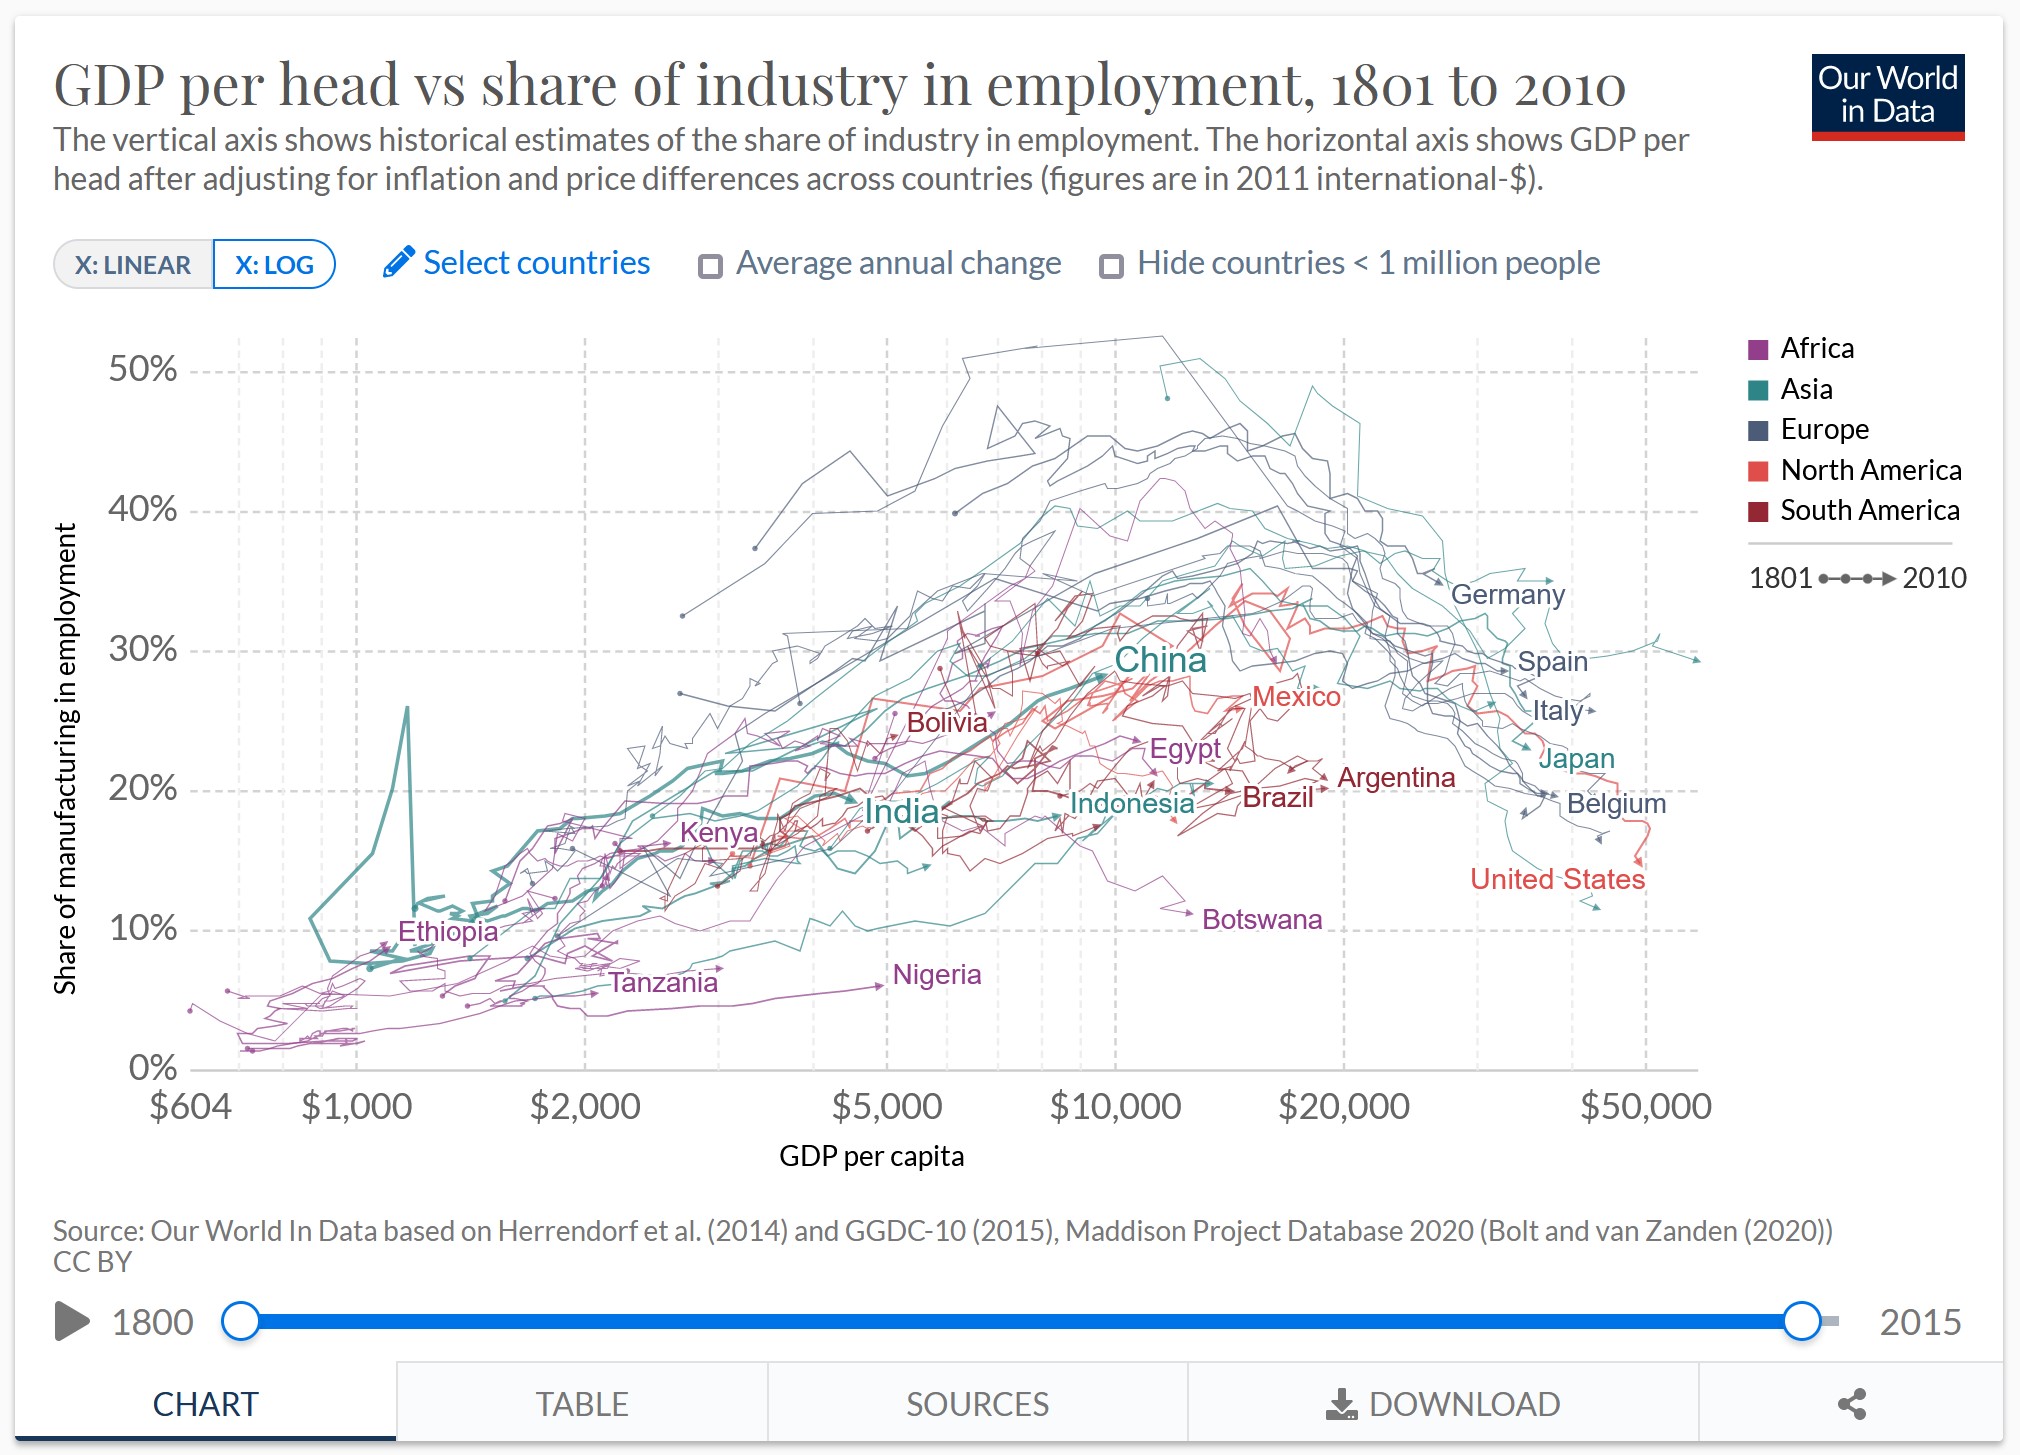 GDP per head vs share of industry in employment, 1801 to 2010
Our World
in Data
The vertical axis shows historical estimates of the share of industry in employment. The horizontal axis shows GDP per
head after adjusting for inflation and price differences across countries (figures are in 2011 international-$).
X: LINEAR X: LOG Select countries Average annual change Hide countries < 1 million people
Share of manufacturing in employment
50%
40%
30%
20%
10%
0%
$604 $1,000 $2,000 $5,000 $10,000 $20,000 $50,000
GDP per capita
Germany
China
Spain
Mexico
Italy
Bolivia
Egypt
Japan
Argentina
Brazil
Indonesia
Belgium
India
Kenya
United States
Botswana
Ethiopia
Tanzania
Nigeria
Africa
Asia
Europe
North America
South America
1801 2010
Source: Our World In Data based on Herrendorf et al. (2014) and GGDC-10 (2015), Maddison Project Database 2020 (Bolt and van Zanden (2020))
CC BY
1800 2015
CHART TABLE SOURCES DOWNLOAD